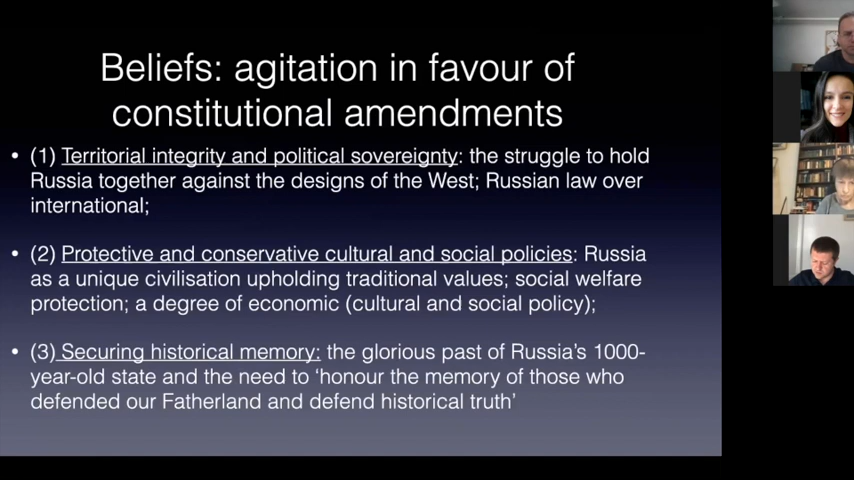 Beliefs: agitation in favour of
constitutional amendments
• (1) Territorial integrity and political sovereignty: the struggle to hold
Russia together against the designs of the West; Russian law over
international;
• (2) Protective and conservative cultural and social policies: Russia
as a unique civilisation upholding traditional values; social welfare
protection; a degree of economic (cultural and social policy);
• (3) Securing historical memory: the glorious past of Russia’s 1000-
year-old state and the need to ‘honour the memory of those who
defended our Fatherland and defend historical truth’